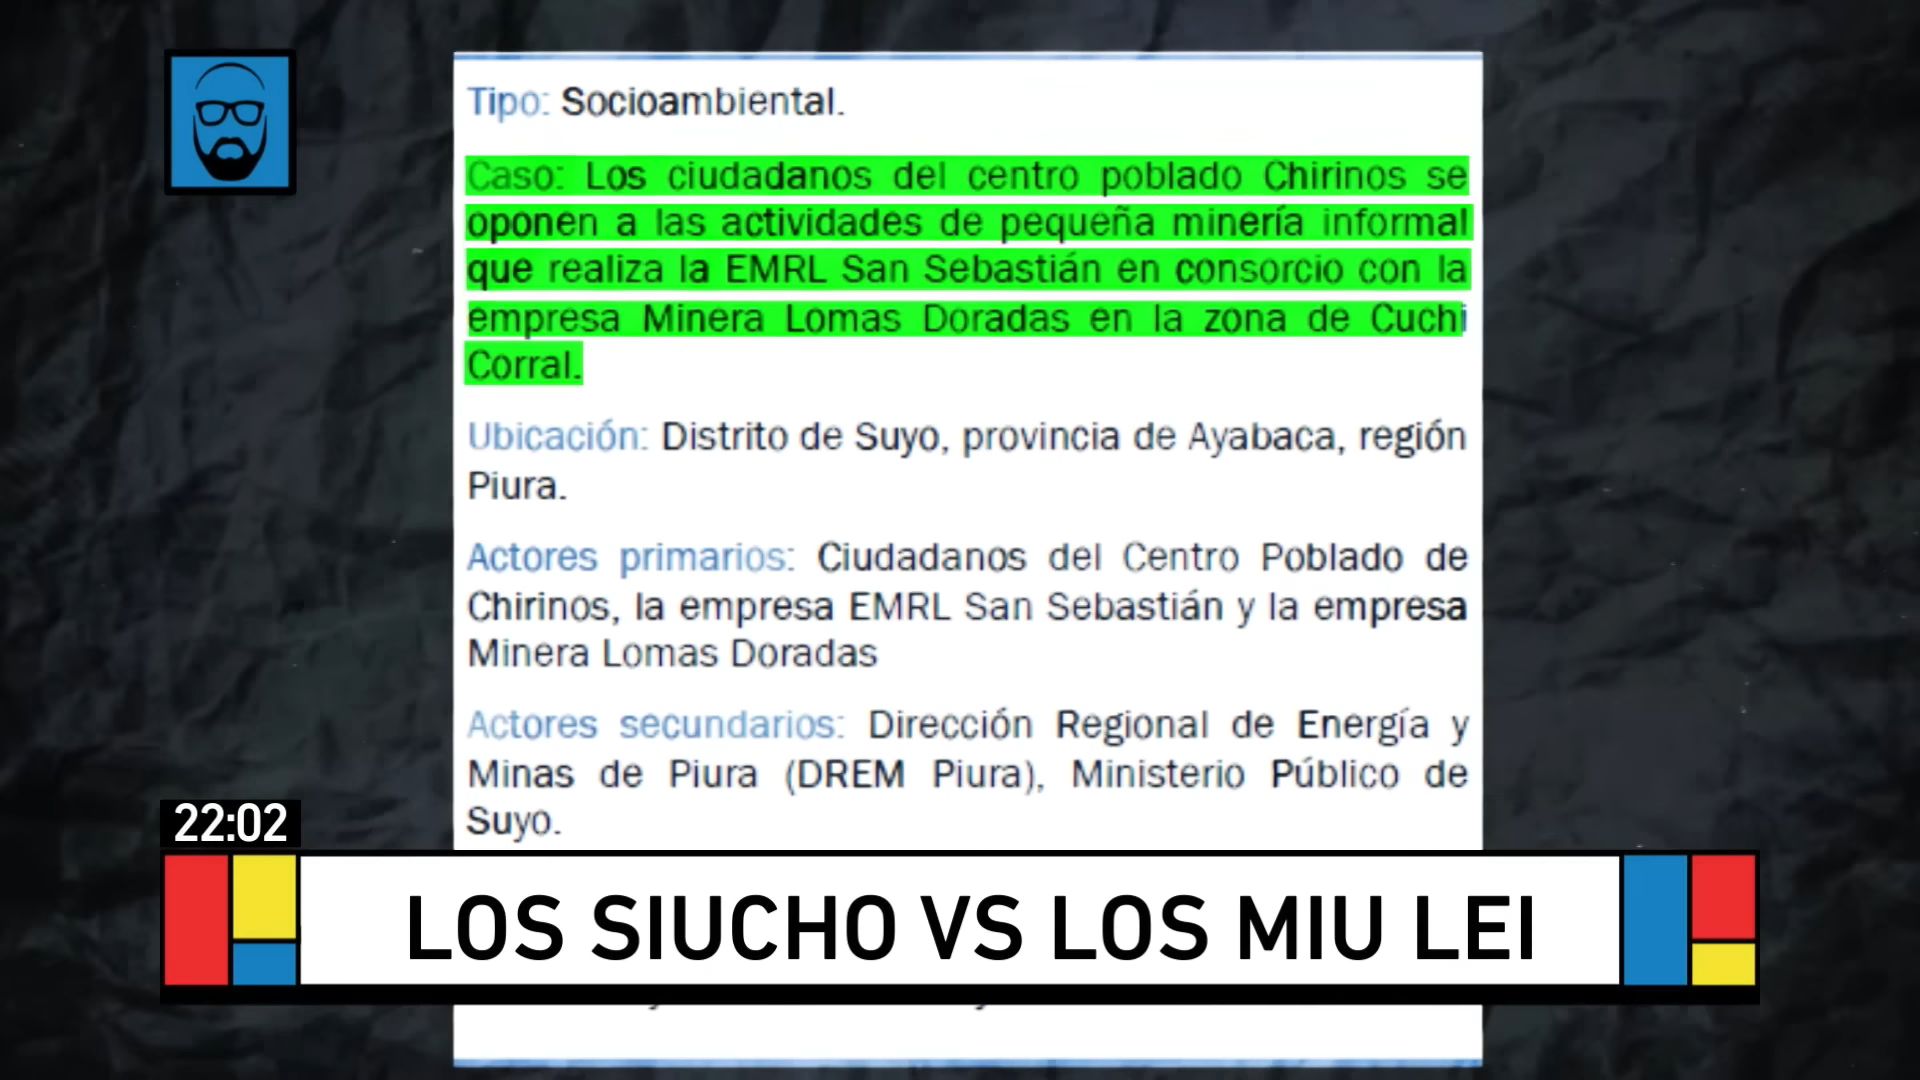 Tipo: Socioambiental.
Caso: Los ciudadanos del centro poblado Chirinos se
oponen a las actividades de pequeña minería informal
que realiza la EMRL San Sebastián en consorcio con la
empresa Minera Lomas Doradas en la zona de Cuchi
Corral.
Ubicación: Distrito de Suyo, provincia de Ayabaca, región
Piura.
Actores primarios: Ciudadanos del Centro Poblado de
Chirinos, la empresa EMRL San Sebastián y la empresa
Minera Lomas Doradas
Actores secundarios: Dirección Regional de Energía y
Minas de Piura (DREM Piura), Ministerio Público de
Suyo.
22:02
LOS SIUCHO VS LOS MIU LEI